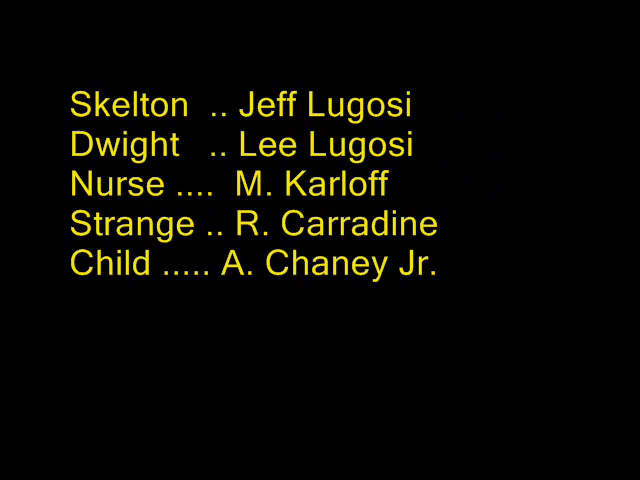 Skelton  .. Jeff Lugosi
Dwight   .. Lee Lugosi
Nurse ....  M. Karloff
Strange .. R. Carradine
Child ..... A. Chaney Jr.